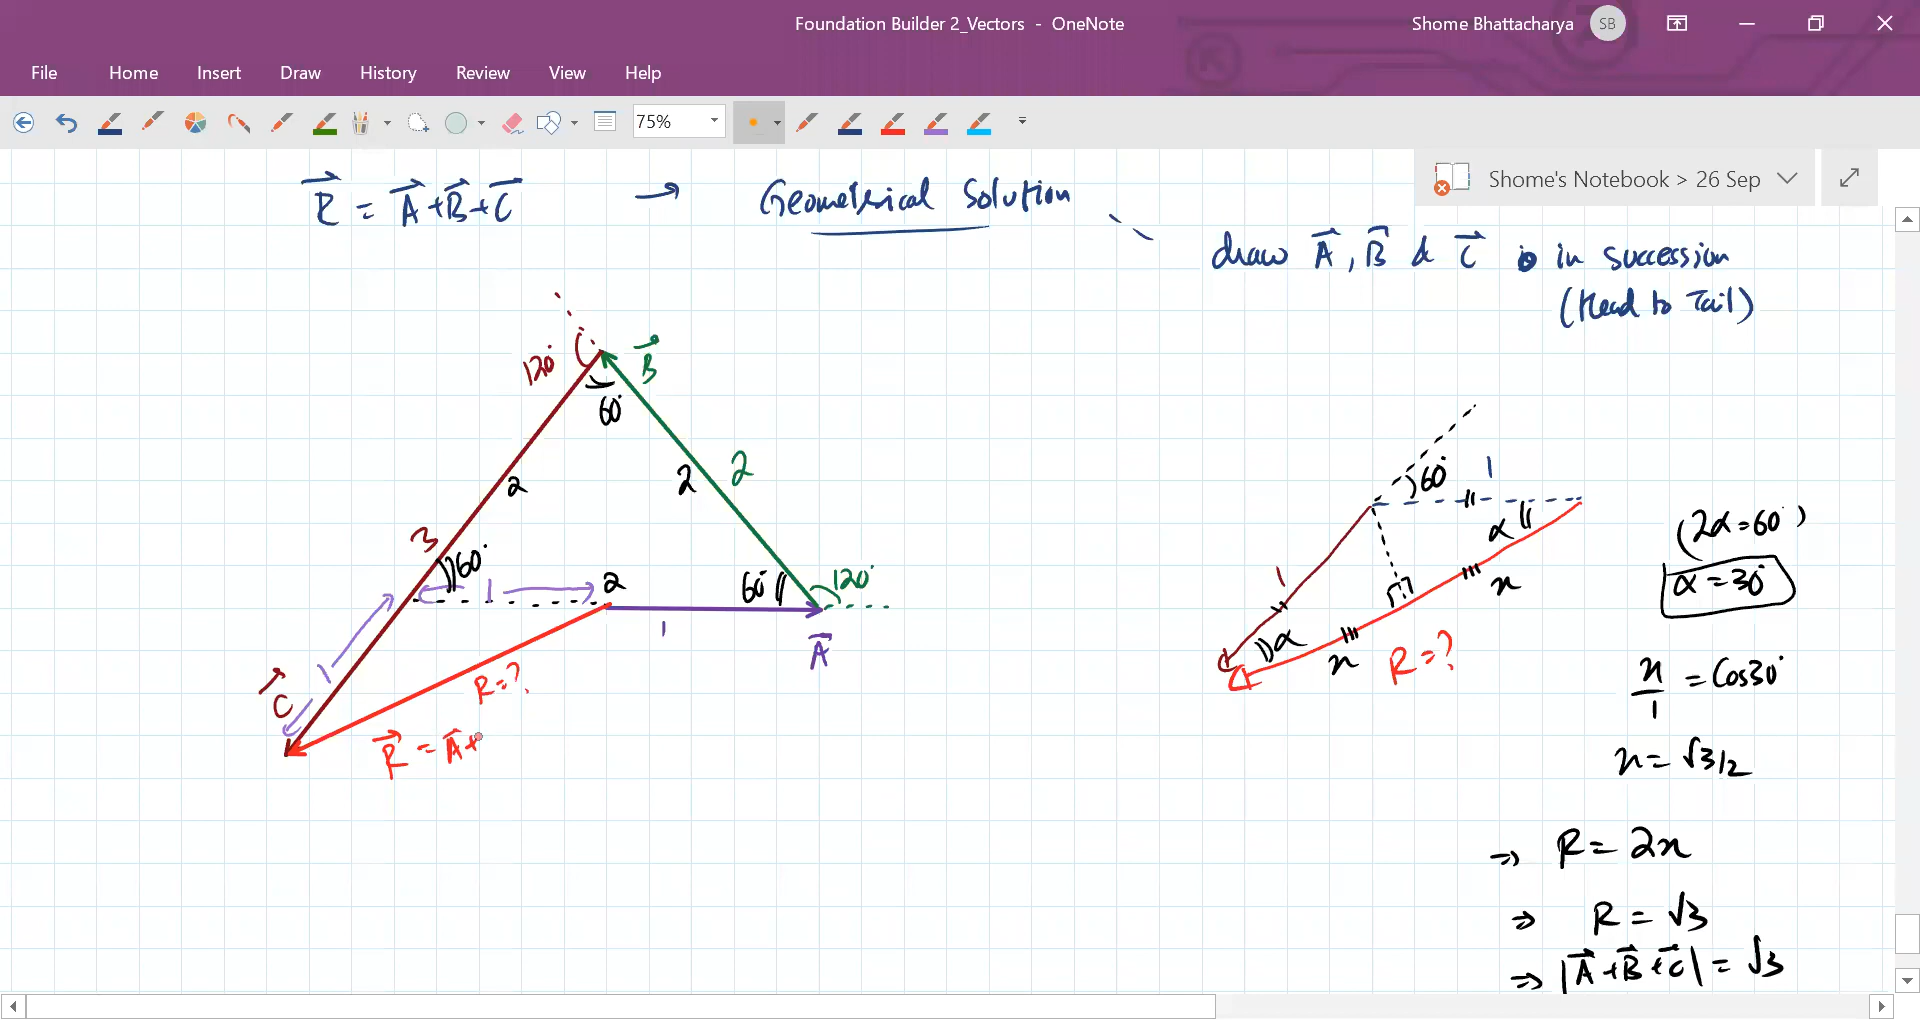 Foundation Builder 2_Vectors - OneNote
Shome Bhattacharya SB
File Home Insert Draw History Review View Help
75%
Shome's Notebook > 26 Sep
R⃗ = A⃗+B⃗+C⃗ → Geometrical Solution
draw A⃗, B⃗ & C⃗ in succession
(Head to Tail)
120°
B⃗
60°
2
2
2
3
60°
1
2
60°
120°
1
A⃗
1
C⃗
R=?
R⃗ = A+
60°
1
α
x
1
α
x
R=?
(2α=60°)
α=30°
x/1 = Cos30°
x = √3/2
⇒ R = 2x
⇒ R = √3
⇒ |A⃗+B⃗+C⃗| = √3